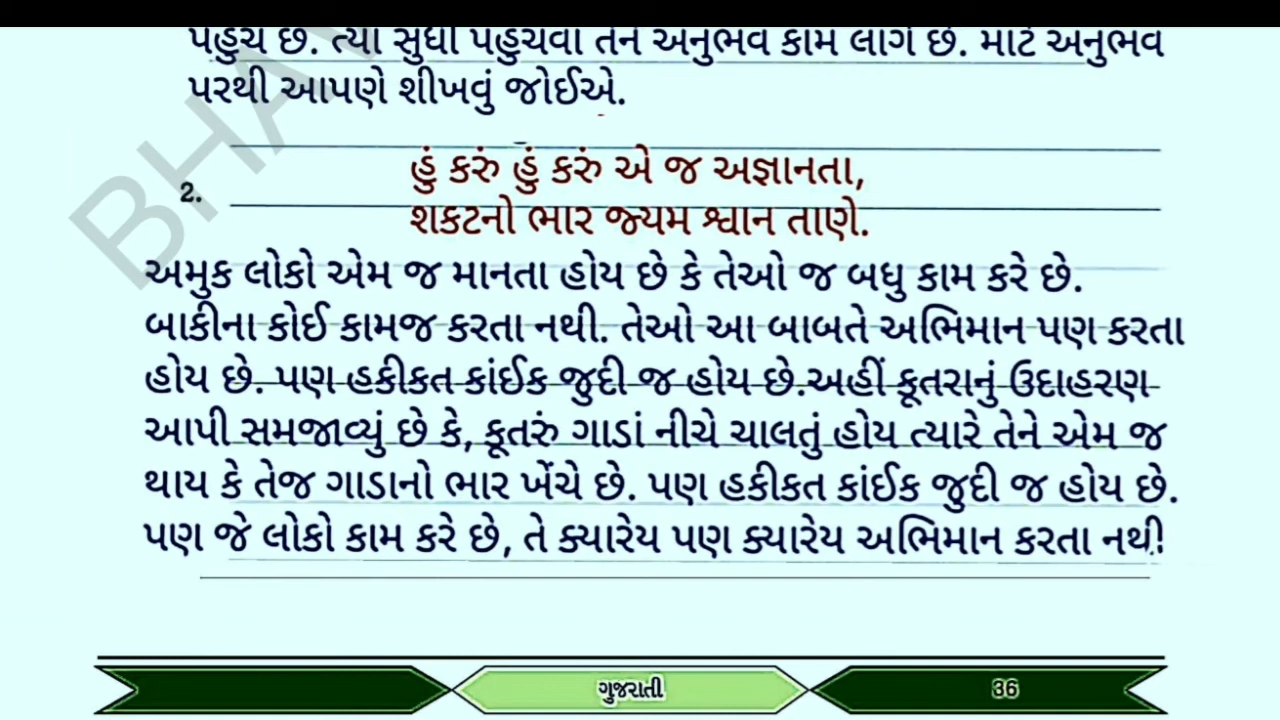 પહોંચે છે. ત્યાં સુધી પહોંચવા તેને અનુભવ કામ લાગે છે. માટે અનુભવ
પરથી આપણે શીખવું જોઈએ.
2.
હું કરું હું કરું એ જ અજ્ઞાનતા,
શકટનો ભાર જ્યમ શ્વાન તાણે.
અમુક લોકો એમ જ માનતા હોય છે કે તેઓ જ બધુ કામ કરે છે.
બાકીના કોઈ કામજ કરતા નથી. તેઓ આ બાબતે અભિમાન પણ કરતા
હોય છે. પણ હકીકત કાંઈક જુદી જ હોય છે.અહીં કૂતરાનું ઉદાહરણ
આપી સમજાવ્યું છે કે, કૂતરું ગાડાં નીચે ચાલતું હોય ત્યારે તેને એમ જ
થાય કે તેજ ગાડાનો ભાર ખેંચે છે. પણ હકીકત કાંઈક જુદી જ હોય છે.
પણ જે લોકો કામ કરે છે, તે ક્યારેય પણ ક્યારેય અભિમાન કરતા નથી!
ગુજરાતી
36